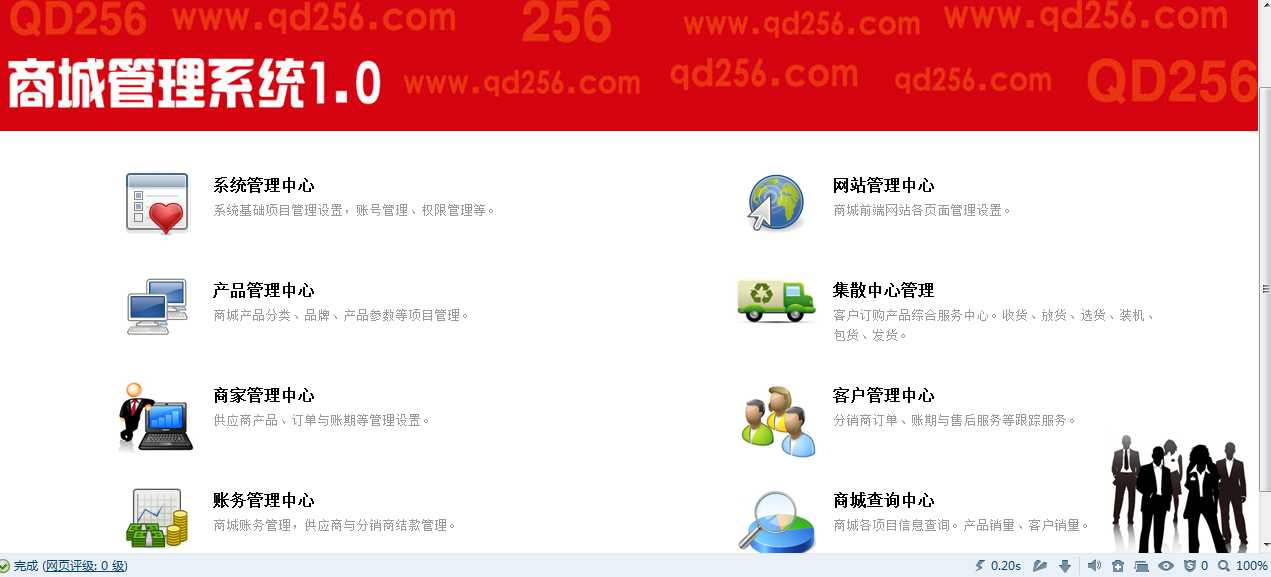 QD256 www.qd256.com 256 www.qd256.com www.qd256.com
商城管理系统1.0 www.qd256.com qd256.com qd256.com QD256
系统管理中心
系统基础项目管理设置，账号管理、权限管理等。
网站管理中心
商城前端网站各页面管理设置。
产品管理中心
商城产品分类、品牌、产品参数等项目管理。
集散中心管理
客户订购产品综合服务中心。收货、放货、选货、装机、
包货、发货。
商家管理中心
供应商产品、订单与账期等管理设置。
客户管理中心
分销商订单、账期与售后服务等跟踪服务。
账务管理中心
商城账务管理，供应商与分销商结款管理。
商城查询中心
商城各项目信息查询。产品销量、客户销量。
完成 (网页评级: 0 级) 0.20s 0 100%